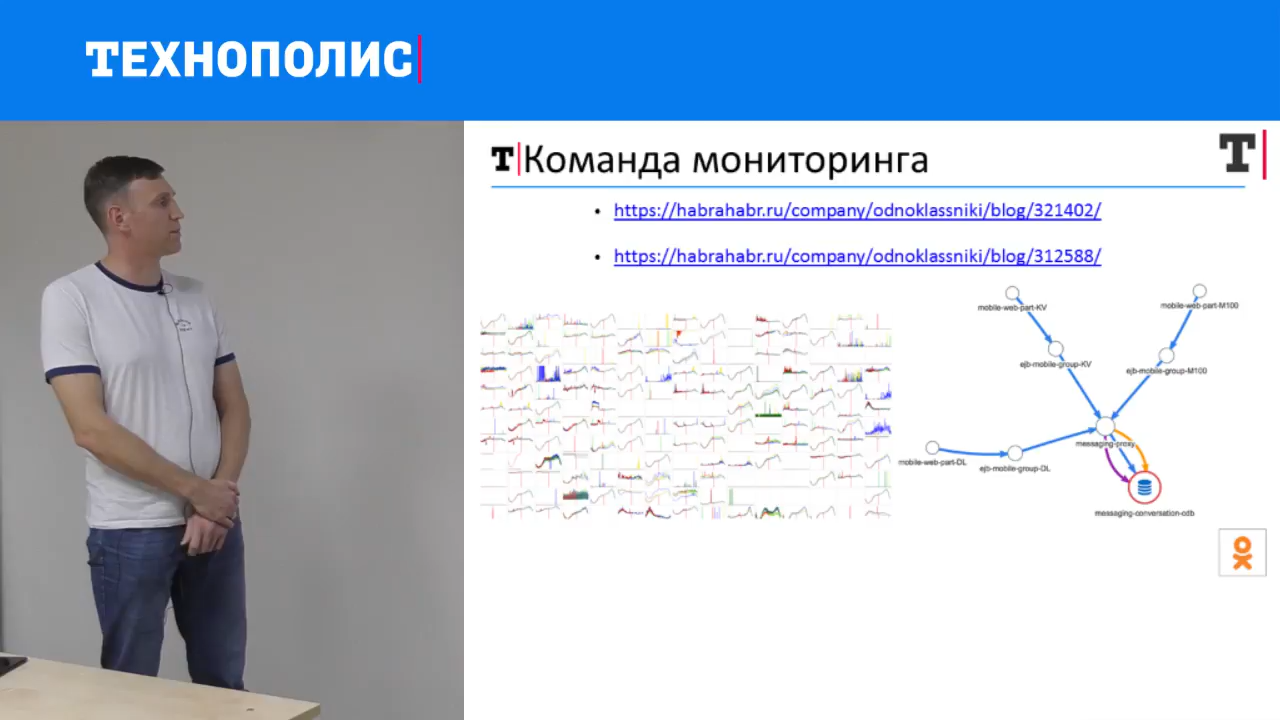 ТЕХНОПОЛИС
Т
Команда мониторинга
Т
https://habrahabr.ru/company/odnoklassniki/blog/321402/
https://habrahabr.ru/company/odnoklassniki/blog/312588/
mobile-web-part-KV
mobile-web-part-M100
ejb-mobile-group-KV
ejb-mobile-group-M100
messaging-proxy
mobile-web-part-DL
ejb-mobile-group-DL
messaging-conversation-cdb